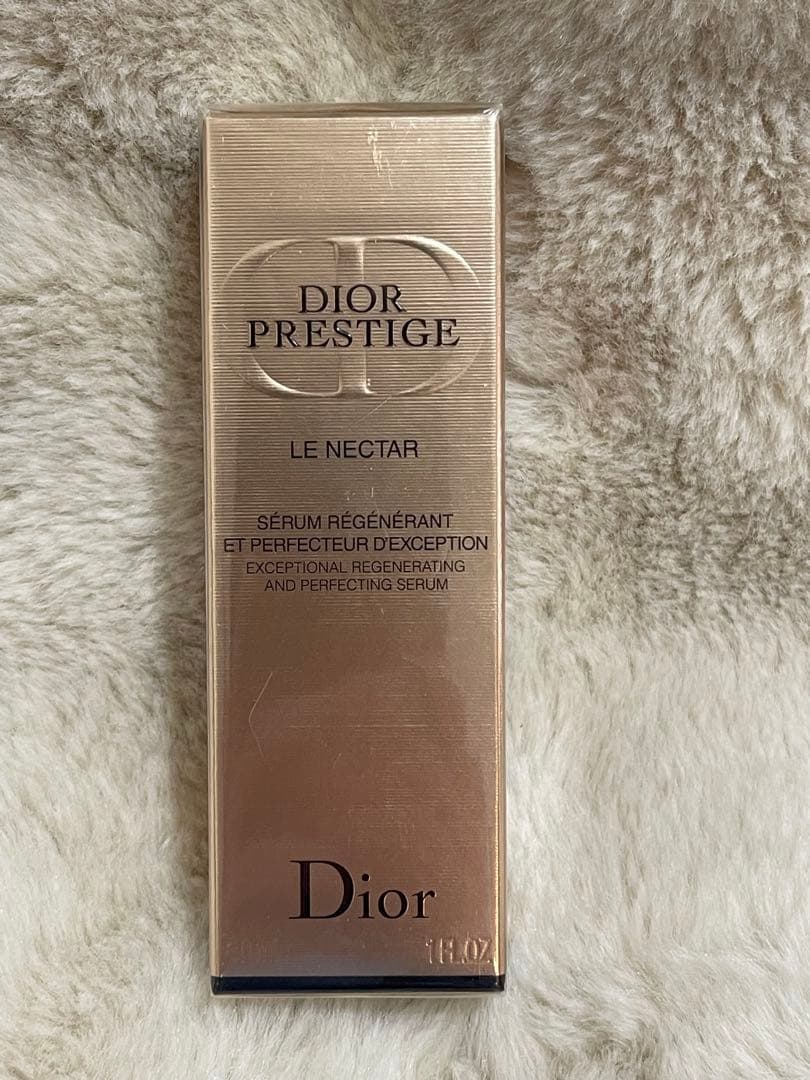 DIOR
PRESTIGE
LE NECTAR
SÉRUM RÉGÉNÉRANT
ET PERFECTEUR D'EXCEPTION
EXCEPTIONAL REGENERATING
AND PERFECTING SERUM
Dior
1 FL.OZ